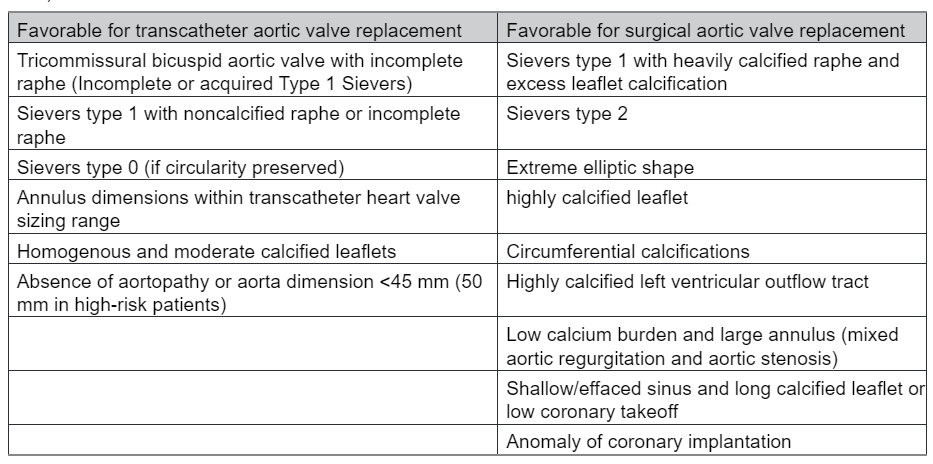 Favorable for transcatheter aortic valve replacement
Favorable for surgical aortic valve replacement
Tricommissural bicuspid aortic valve with incomplete
raphe (Incomplete or acquired Type 1 Sievers)
Sievers type 1 with heavily calcified raphe and
excess leaflet calcification
Sievers type 1 with noncalcified raphe or incomplete
raphe
Sievers type 2
Sievers type 0 (if circularity preserved)
Extreme elliptic shape
Annulus dimensions within transcatheter heart valve
sizing range
highly calcified leaflet
Homogenous and moderate calcified leaflets
Circumferential calcifications
Absence of aortopathy or aorta dimension <45 mm (50
mm in high-risk patients)
Highly calcified left ventricular outflow tract
Low calcium burden and large annulus (mixed
aortic regurgitation and aortic stenosis)
Shallow/effaced sinus and long calcified leaflet or
low coronary takeoff
Anomaly of coronary implantation